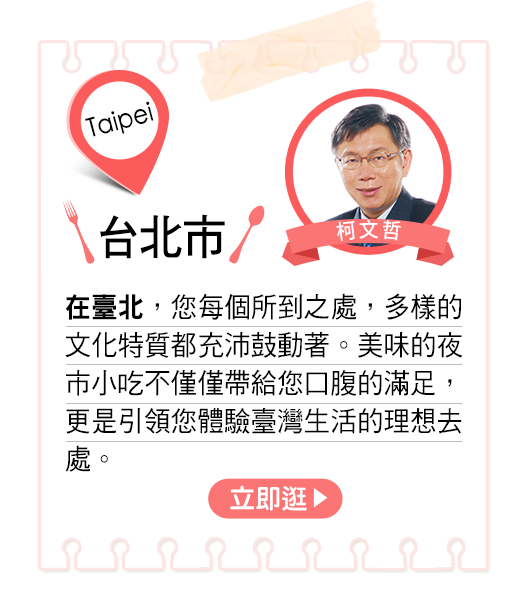 Taipei
柯文哲
台北市
在臺北，您每個所到之處，多樣的
文化特質都充沛鼓動著。美味的夜
市小吃不僅僅帶給您口腹的滿足，
更是引領您體驗臺灣生活的理想去
處。
立即逛